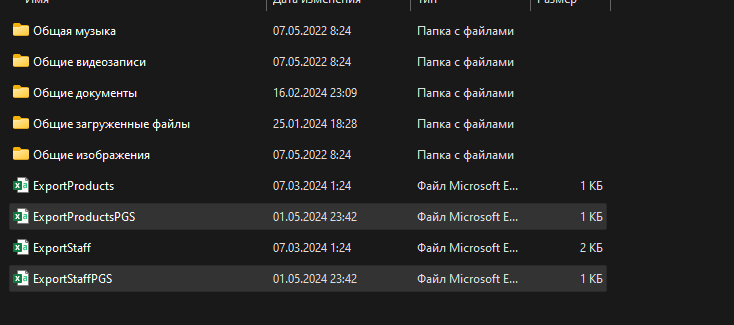 Имя Дата изменения Тип Размер
Общая музыка 07.05.2022 8:24 Папка с файлами
Общие видеозаписи 07.05.2022 8:24 Папка с файлами
Общие документы 16.02.2024 23:09 Папка с файлами
Общие загруженные файлы 25.01.2024 18:28 Папка с файлами
Общие изображения 07.05.2022 8:24 Папка с файлами
ExportProducts 07.03.2024 1:24 Файл Microsoft E... 1 КБ
ExportProductsPGS 01.05.2024 23:42 Файл Microsoft E... 1 КБ
ExportStaff 07.03.2024 1:24 Файл Microsoft E... 2 КБ
ExportStaffPGS 01.05.2024 23:42 Файл Microsoft E... 1 КБ